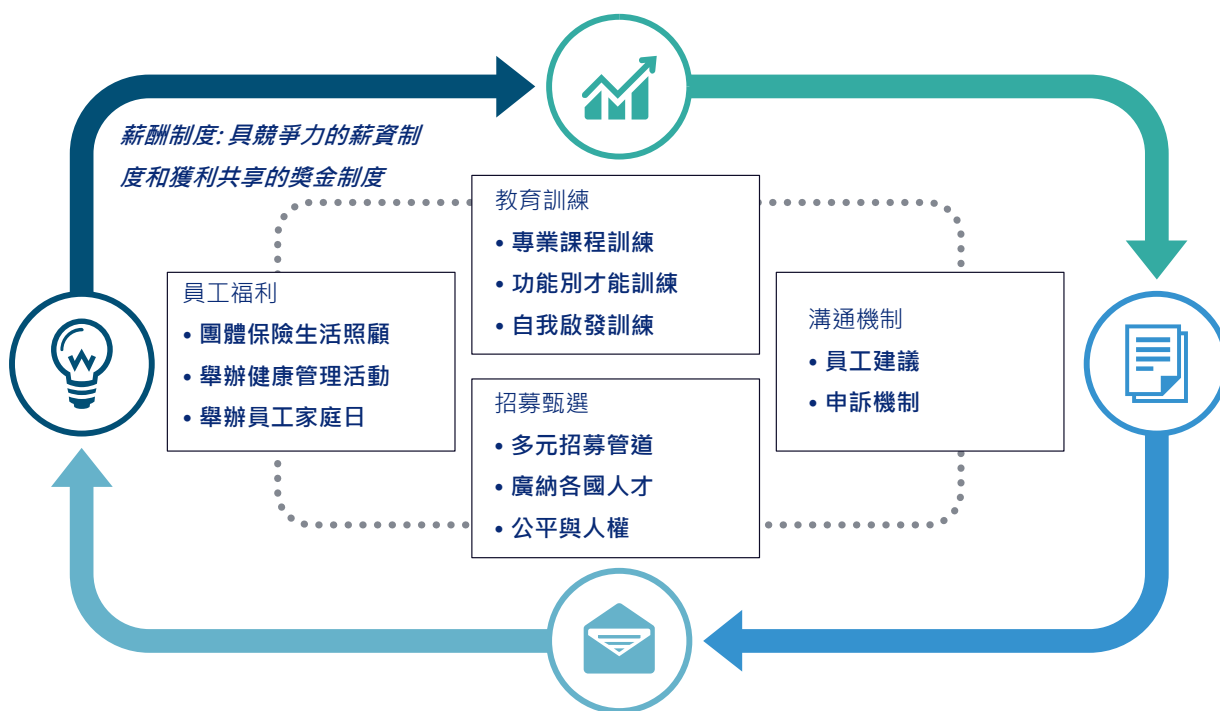 薪酬制度: 具競爭力的薪資制
度和獲利共享的獎金制度
教育訓練
• 專業課程訓練
• 功能別才能訓練
• 自我啟發訓練
員工福利
• 團體保險生活照顧
• 舉辦健康管理活動
• 舉辦員工家庭日
溝通機制
• 員工建議
• 申訴機制
招募甄選
• 多元招募管道
• 廣納各國人才
• 公平與人權